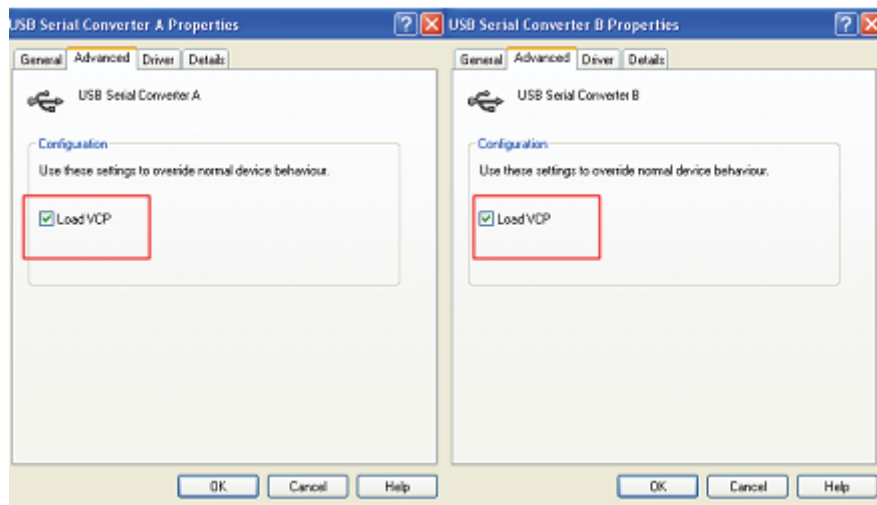 USB Serial Converter A Properties
General Advanced Driver Details
USB Serial Converter A
Configuration
Use these settings to override normal device behaviour.
Load VCP
OK Cancel Help
USB Serial Converter B Properties
General Advanced Driver Details
USB Serial Converter B
Configuration
Use these settings to override normal device behaviour.
Load VCP
OK Cancel Help